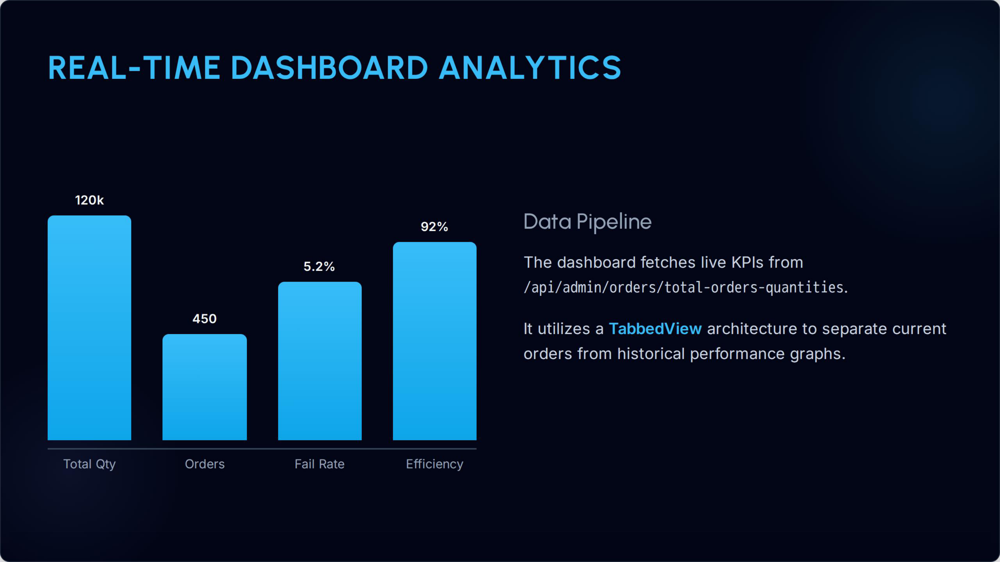 REAL-TIME DASHBOARD ANALYTICS
120k
450
5.2%
92%
Total Qty
Orders
Fail Rate
Efficiency
Data Pipeline
The dashboard fetches live KPIs from
/api/admin/orders/total-orders-quantities.
It utilizes a TabbedView architecture to separate current
orders from historical performance graphs.